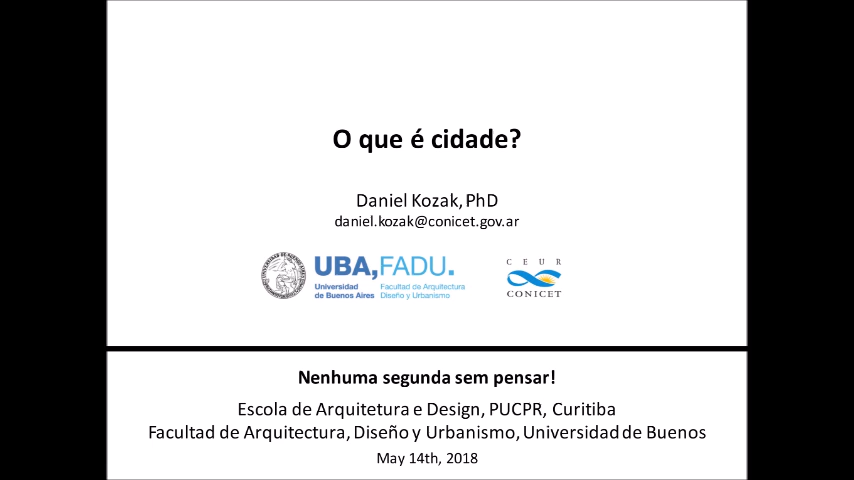 O que é cidade?
Daniel Kozak, PhD
daniel.kozak@conicet.gov.ar
UBA, FADU.
Universidad de Buenos Aires
Facultad de Arquitectura Diseño y Urbanismo
CEUR
CONICET
Nenhuma segunda sem pensar!
Escola de Arquitetura e Design, PUCPR, Curitiba
Facultad de Arquitectura, Diseño y Urbanismo, Universidad de Buenos
May 14th, 2018